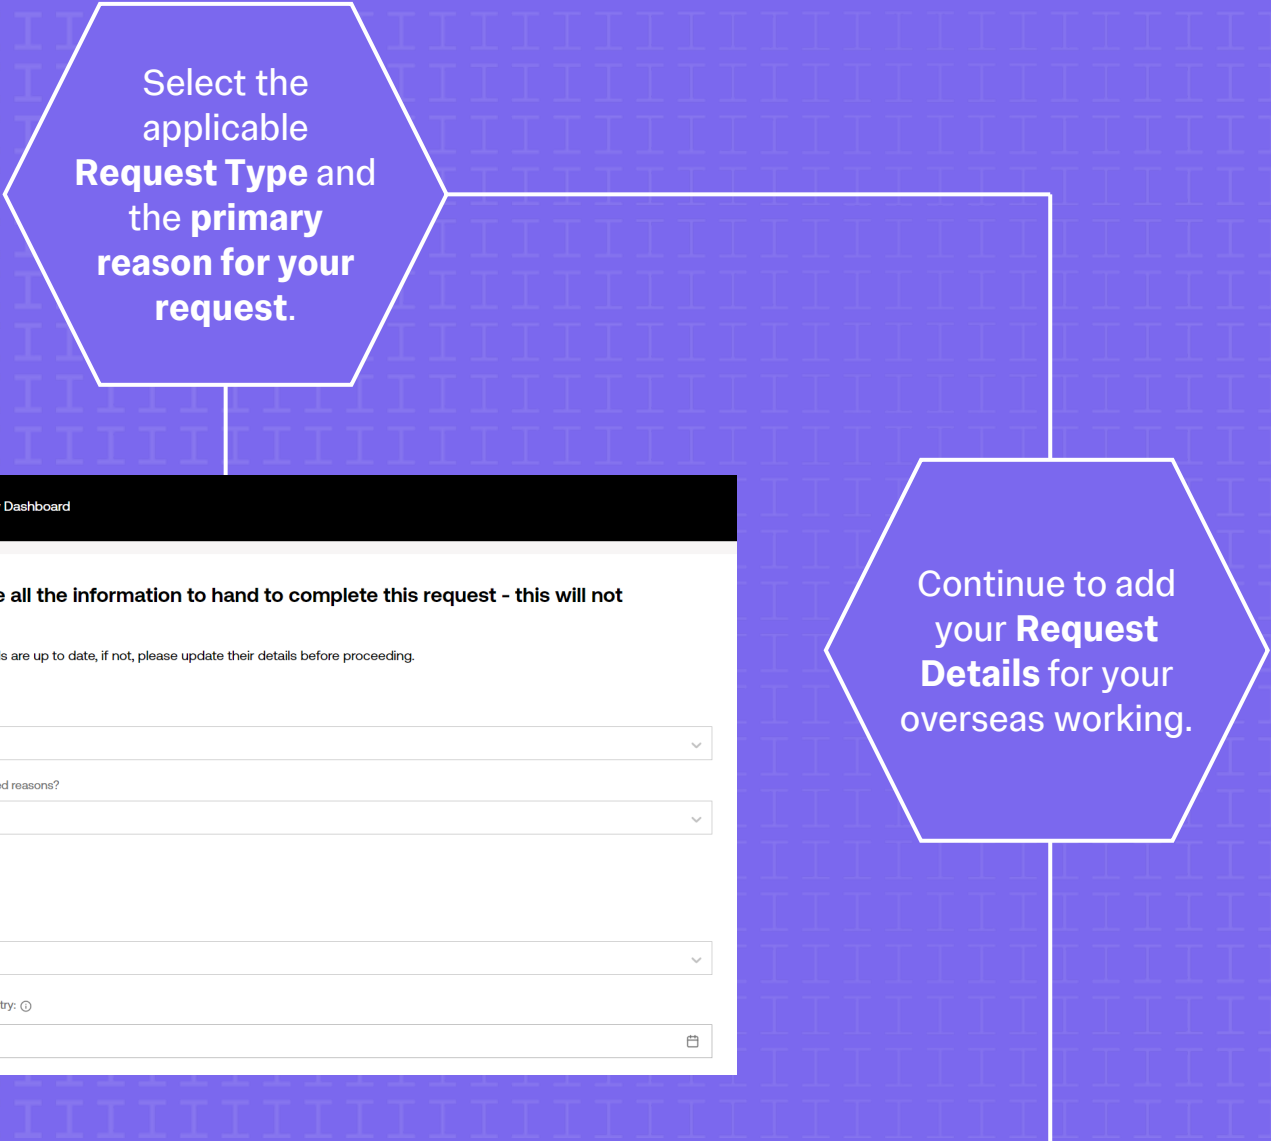 Select the
applicable
Request Type and
the primary
reason for your
request.
Dashboard
all the information to hand to complete this request - this will not
are up to date, if not, please update their details before proceeding.
reasons?
Continue to add
your Request
Details for your
overseas working.